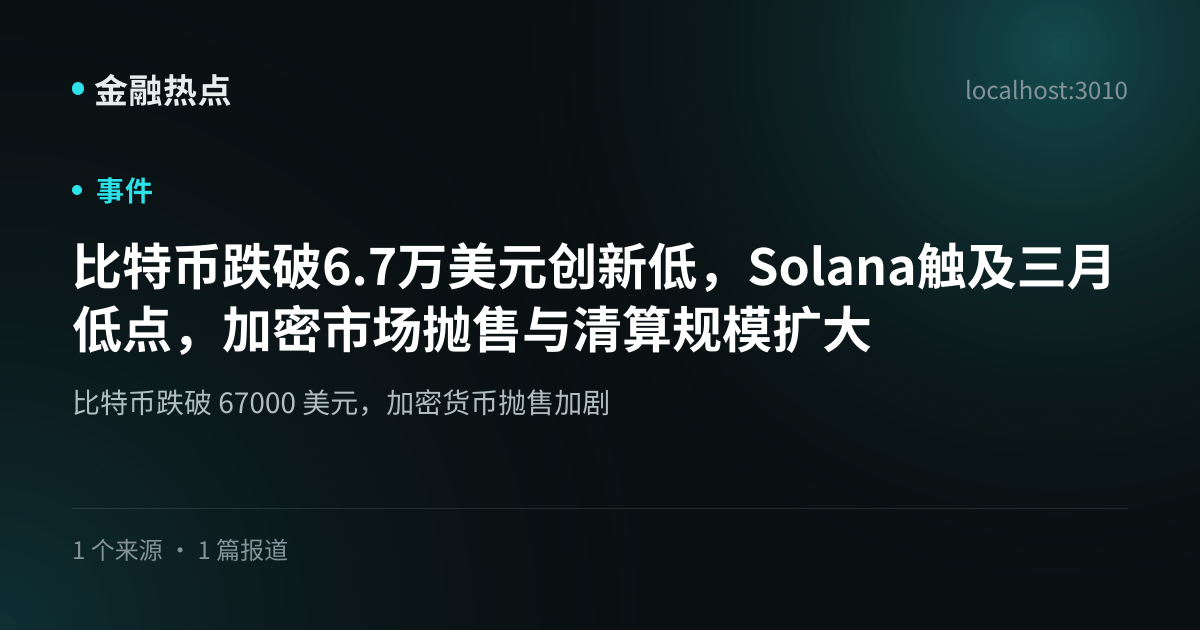 金融热点
localhost:3010
事件
比特币跌破6.7万美元创新低，Solana触及三月
低点，加密市场抛售与清算规模扩大
比特币跌破 67000 美元，加密货币抛售加剧
1 个来源 · 1 篇报道